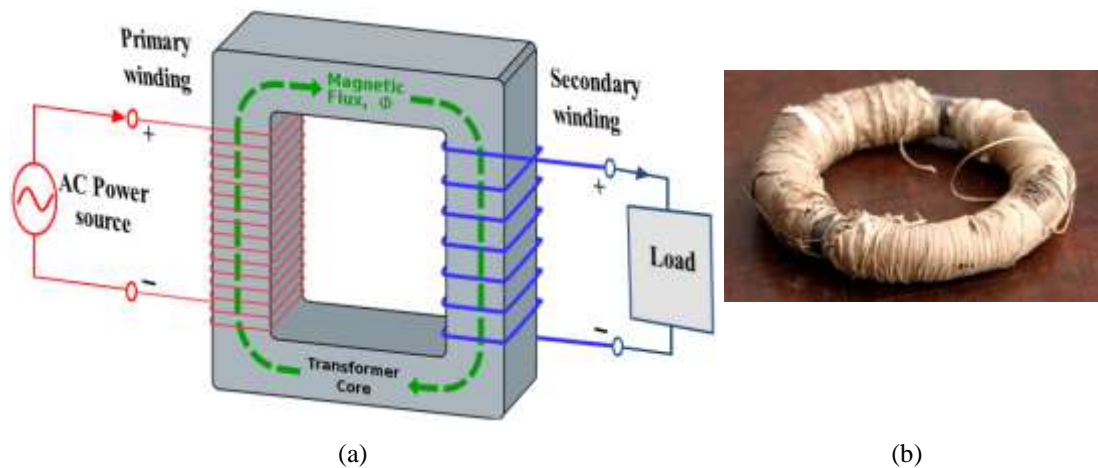 Primary
winding
+
AC Power
source
−
Magnetic
Flux, Φ
Transformer
Core
Secondary
winding
+
Load
−
(a)
(b)